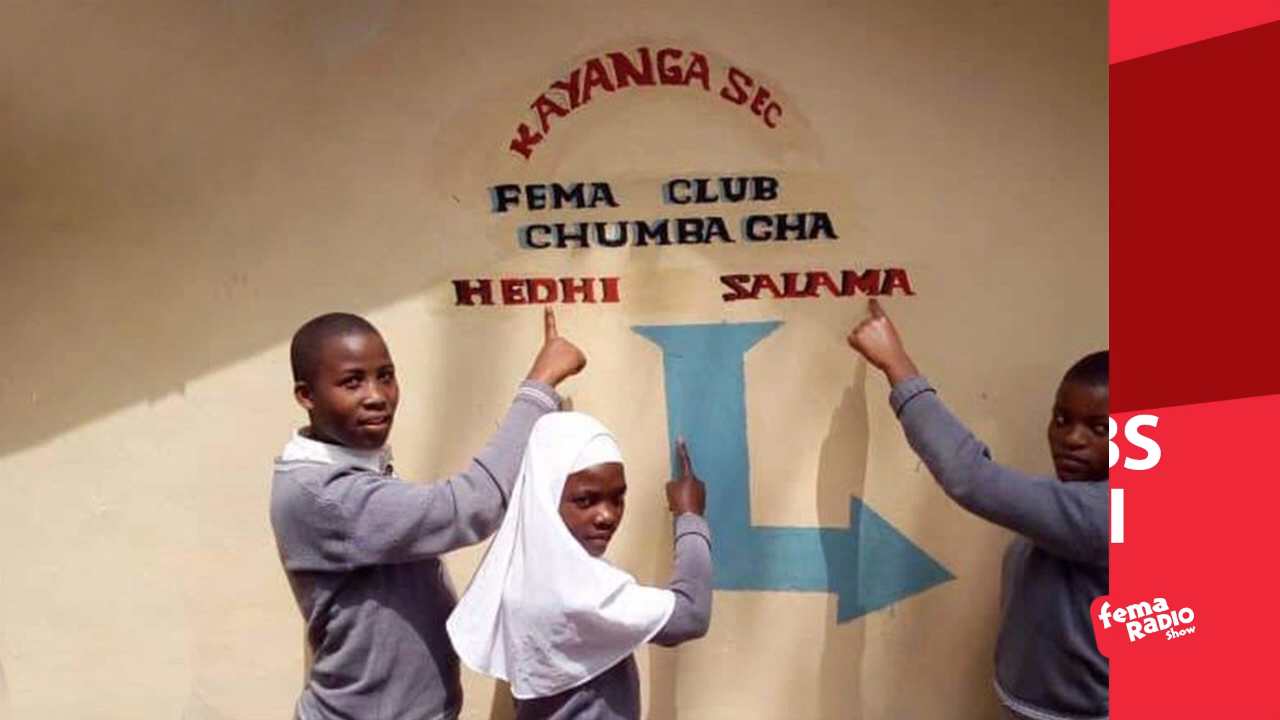 KAYANGA SEC
FEMA CLUB
CHUMBA CHA
HEDHI SALAMA
fema
RADIO
Show